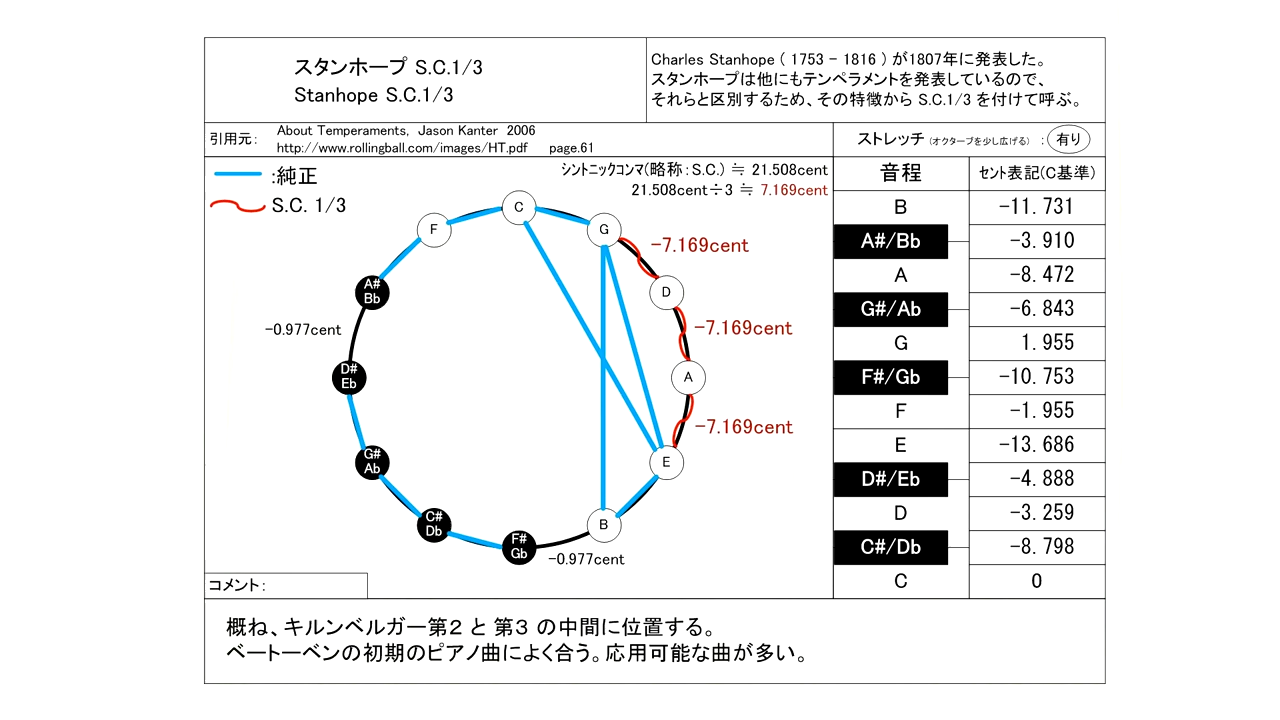 スタンホープ S.C.1/3
Stanhope S.C.1/3
Charles Stanhope ( 1753 - 1816 ) が1807年に発表した。
スタンホープは他にもテンペラメントを発表しているので、
それらと区別するため、その特徴から S.C.1/3 を付けて呼ぶ。
引用元:
About Temperaments, Jason Kanter 2006
http://www.rollingball.com/images/HT.pdf page.61
ストレッチ (オクターブを少し広げる) : 有り
:純正
S.C. 1/3
シントニックコンマ(略称:S.C.) ≒ 21.508cent
21.508cent÷3 ≒ 7.169cent
C
G
D
A
E
B
F#
Gb
C#
Db
G#
Ab
D#
Eb
A#
Bb
F
-7.169cent
-7.169cent
-7.169cent
-0.977cent
-0.977cent
音程 セント表記(C基準)
B -11.731
A#/Bb -3.910
A -8.472
G#/Ab -6.843
G 1.955
F#/Gb -10.753
F -1.955
E -13.686
D#/Eb -4.888
D -3.259
C#/Db -8.798
C 0
コメント:
概ね、キルンベルガー第2 と 第3 の中間に位置する。
ベートーベンの初期のピアノ曲によく合う。応用可能な曲が多い。